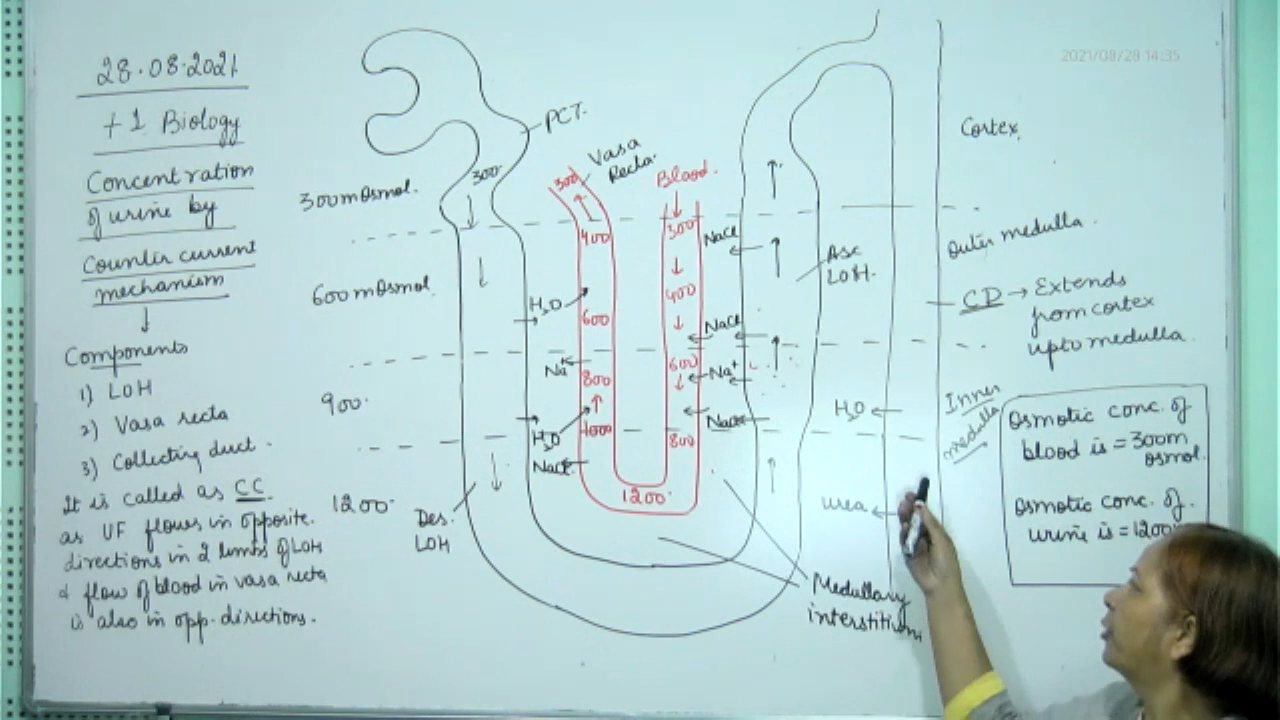 28.08.2021
+1 Biology
Concentration
of urine by
Counter current
mechanism
Components
1) LOH
2) Vasa recta
3) Collecting duct.
It is called as CC
as UF flows in opposite.
directions in 2 limbs of LOH
& flow of blood in vasa recta
is also in opp. directions.
300mOsmol.
600mOsmol.
900.
1200.
PCT.
300.
Des.
LOH
Vasa
Recta.
Blood.
300
400
600
800
1000
1200.
300
400
600
800
H2O
Na
H2O
NaCl
NaCl
NaCl
Na+
NaCl
Asc
LOH.
Medullary
interstitium
H2O
urea
2021/08/28 14:35
Cortex
Outer medulla.
CD → Extends
from cortex
upto medulla.
Inner
medulla
Osmotic conc. of
blood is = 300m
osmol.
Osmotic conc. of.
urine is = 1200